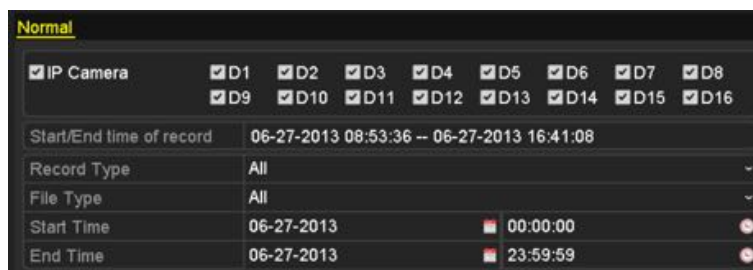 Normal
IP Camera D1 D2 D3 D4 D5 D6 D7 D8
D9 D10 D11 D12 D13 D14 D15 D16
Start/End time of record 06-27-2013 08:53:36 -- 06-27-2013 16:41:08
Record Type All
File Type All
Start Time 06-27-2013 00:00:00
End Time 06-27-2013 23:59:59